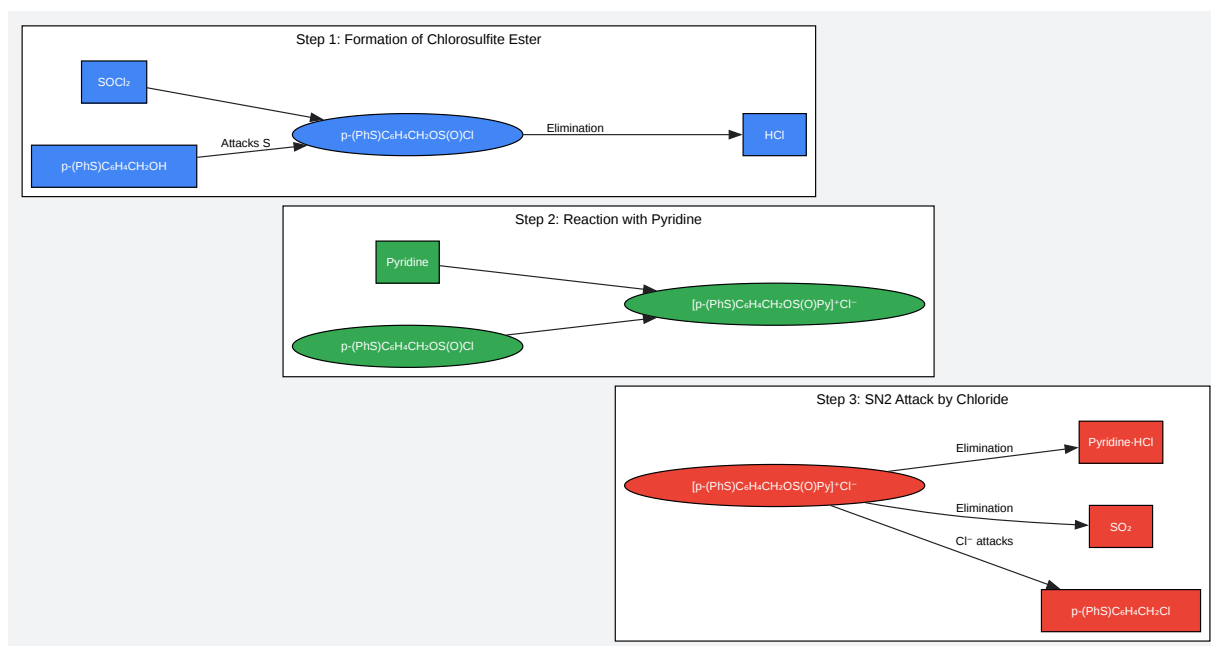 Step 1: Formation of Chlorosulfite Ester
SOCl₂
p-(PhS)C₆H₄CH₂OH
Attacks S
p-(PhS)C₆H₄CH₂OS(O)Cl
Elimination
HCl
Step 2: Reaction with Pyridine
Pyridine
p-(PhS)C₆H₄CH₂OS(O)Cl
[p-(PhS)C₆H₄CH₂OS(O)Py]⁺Cl⁻
Step 3: SN2 Attack by Chloride
[p-(PhS)C₆H₄CH₂OS(O)Py]⁺Cl⁻
Elimination
Pyridine·HCl
Elimination
SO₂
Cl⁻ attacks
p-(PhS)C₆H₄CH₂Cl